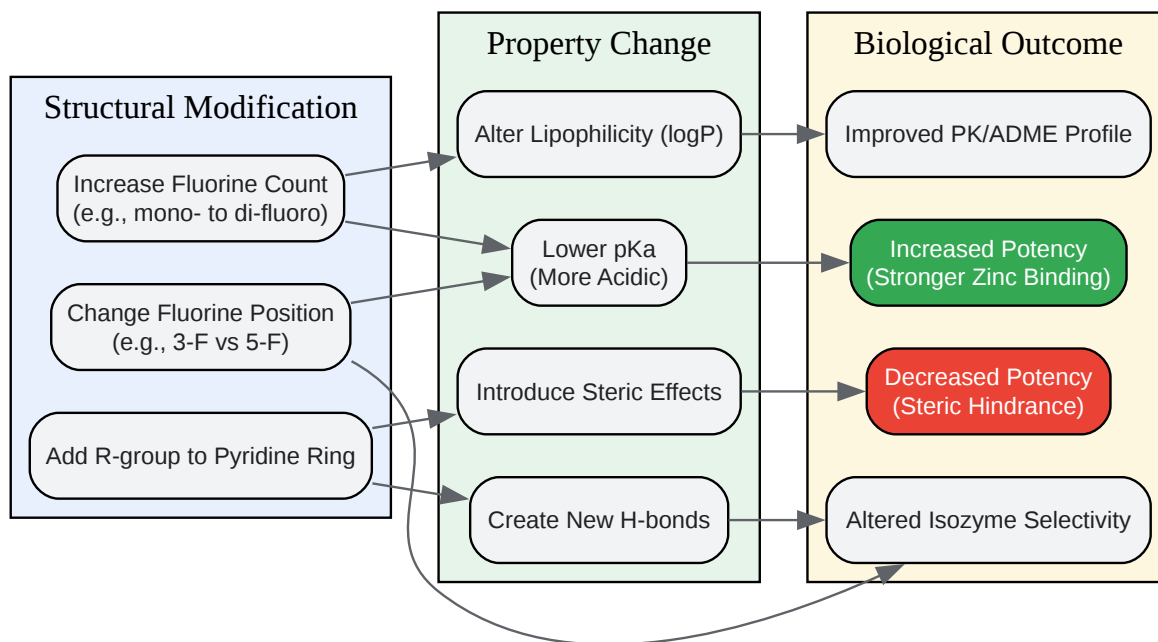 Structural Modification
Increase Fluorine Count
(e.g., mono- to di-fluoro)
Change Fluorine Position
(e.g., 3-F vs 5-F)
Add R-group to Pyridine Ring
Property Change
Alter Lipophilicity (logP)
Lower pKa
(More Acidic)
Introduce Steric Effects
Create New H-bonds
Biological Outcome
Improved PK/ADME Profile
Increased Potency
(Stronger Zinc Binding)
Decreased Potency
(Steric Hindrance)
Altered Isozyme Selectivity